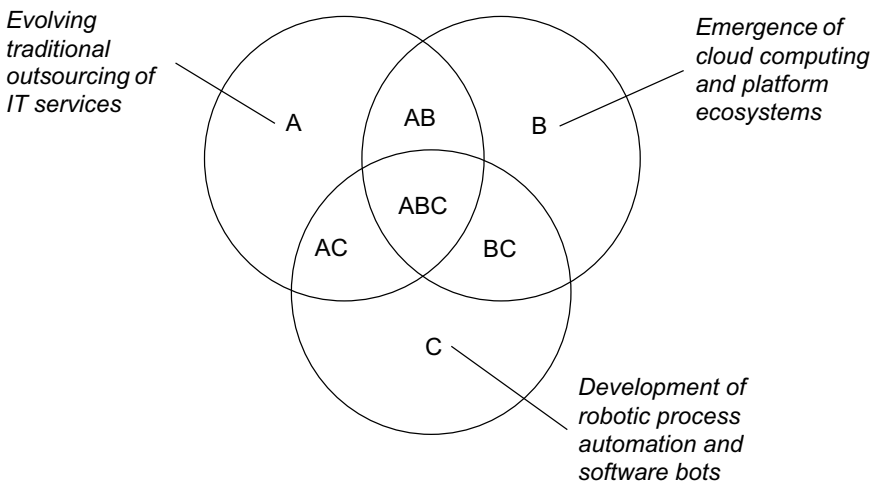 Evolving
traditional
outsourcing of
IT services
Emergence of
cloud computing
and platform
ecosystems
A
AB
B
ABC
AC
BC
C
Development of
robotic process
automation and
software bots